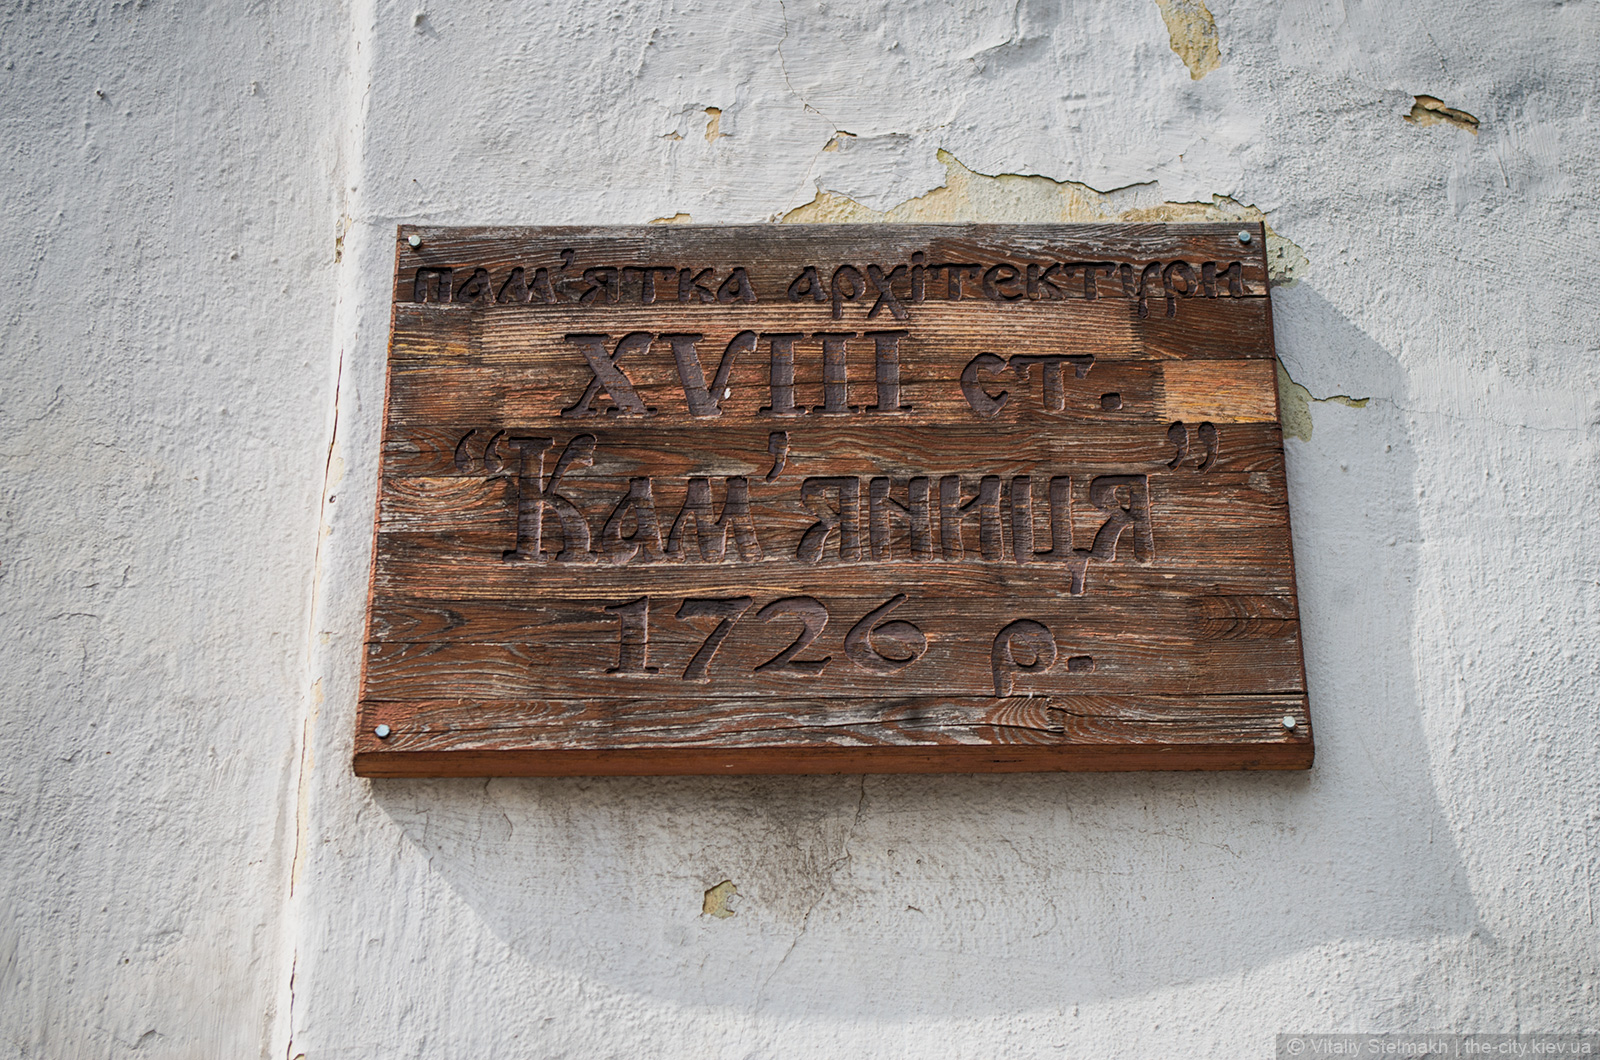 пам'ятка архітектури
XVIII ст.
“Кам'яниця”
1726 р.
© Vitaliy Stelmakh | the-city.kiev.ua